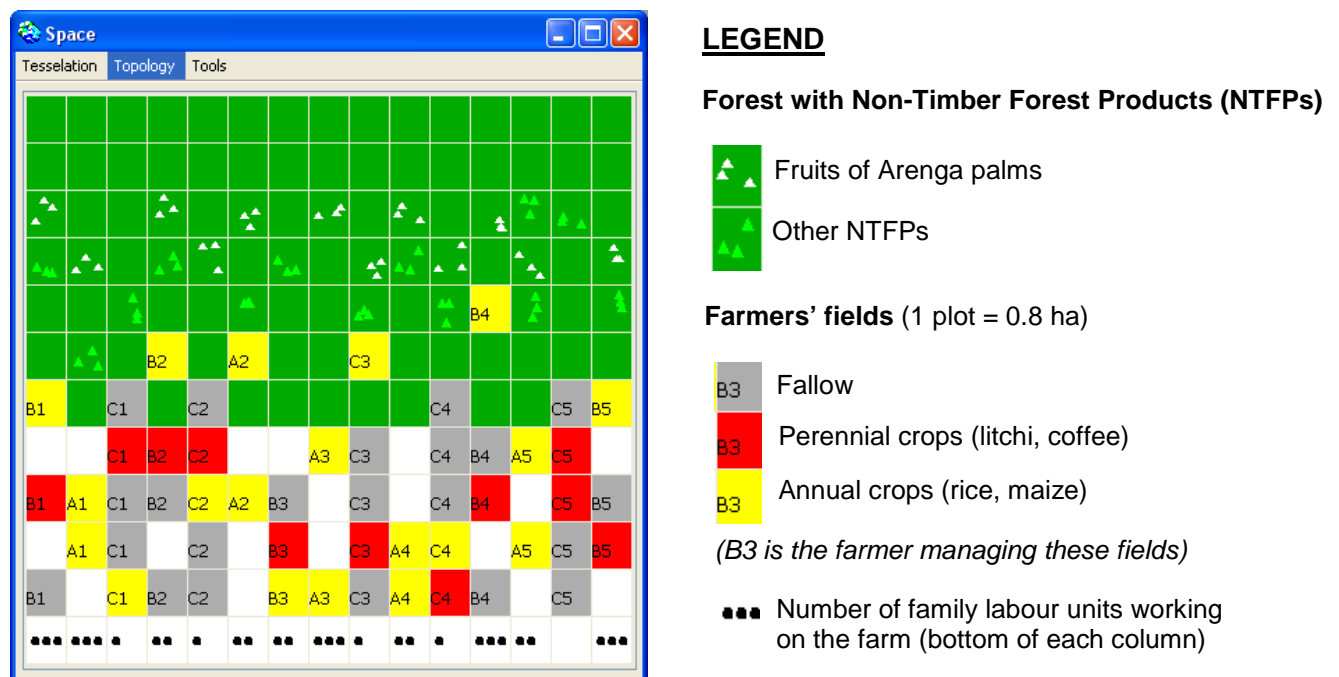 Space
Tesselation Topology Tools
B4
B2 A2 C3
B1 C1 C2 C4 C5 B5
C1 B2 C2 A3 C3 C4 B4 A5 C5
B1 A1 C1 B2 C2 A2 B3 C3 C4 B4 C5 B5
A1 C1 C2 B3 C3 A4 C4 A5 C5 B5
B1 C1 B2 C2 B3 A3 C3 A4 C4 B4 C5
LEGEND
Forest with Non-Timber Forest Products (NTFPs)
Fruits of Arenga palms
Other NTFPs
Farmers’ fields (1 plot = 0.8 ha)
B3 Fallow
B3 Perennial crops (litchi, coffee)
B3 Annual crops (rice, maize)
(B3 is the farmer managing these fields)
Number of family labour units working
on the farm (bottom of each column)